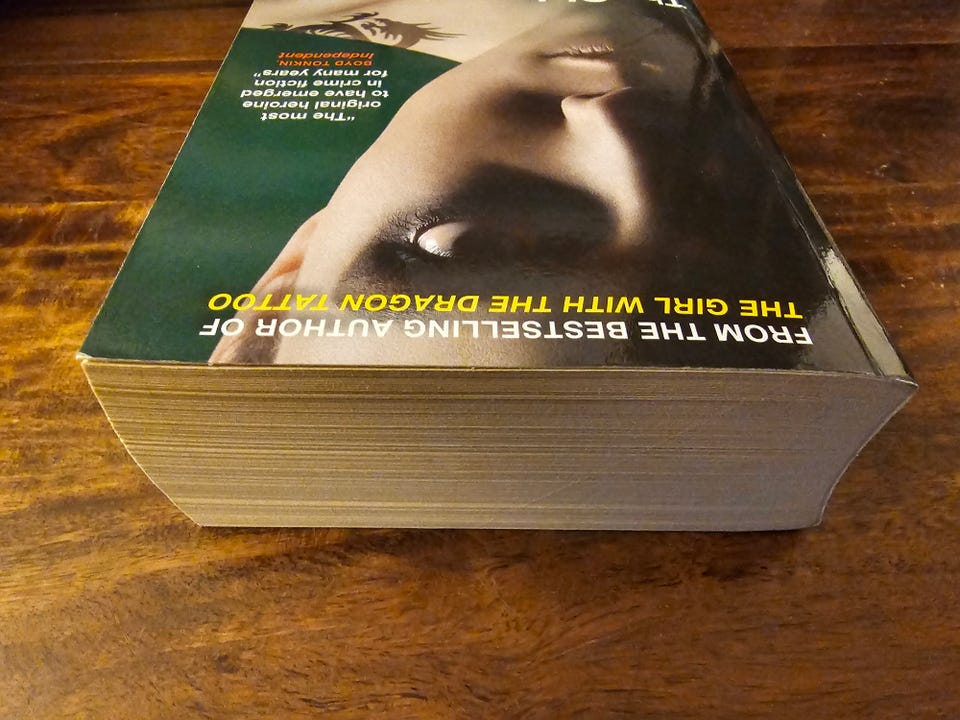 FROM THE BESTSELLING AUTHOR OF
THE GIRL WITH THE DRAGON TATTOO
"The most
original heroine
to have emerged
in crime fiction
for many years"
BOYD TONKIN,
Independent